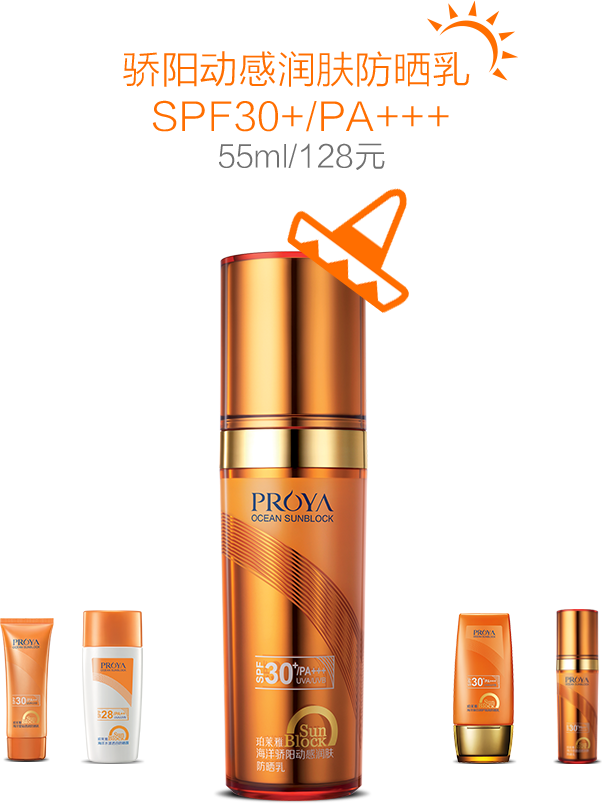 骄阳动感润肤防晒乳
SPF30+/PA+++
55ml/128元
PROYA
OCEAN SUNBLOCK
SPF 30+/PA+++
UVA/UVB
Sun
Block
珀莱雅
海洋骄阳动感润肤
防晒乳
PROYA
30
PROYA
28
PROYA
30+
PROYA
30+